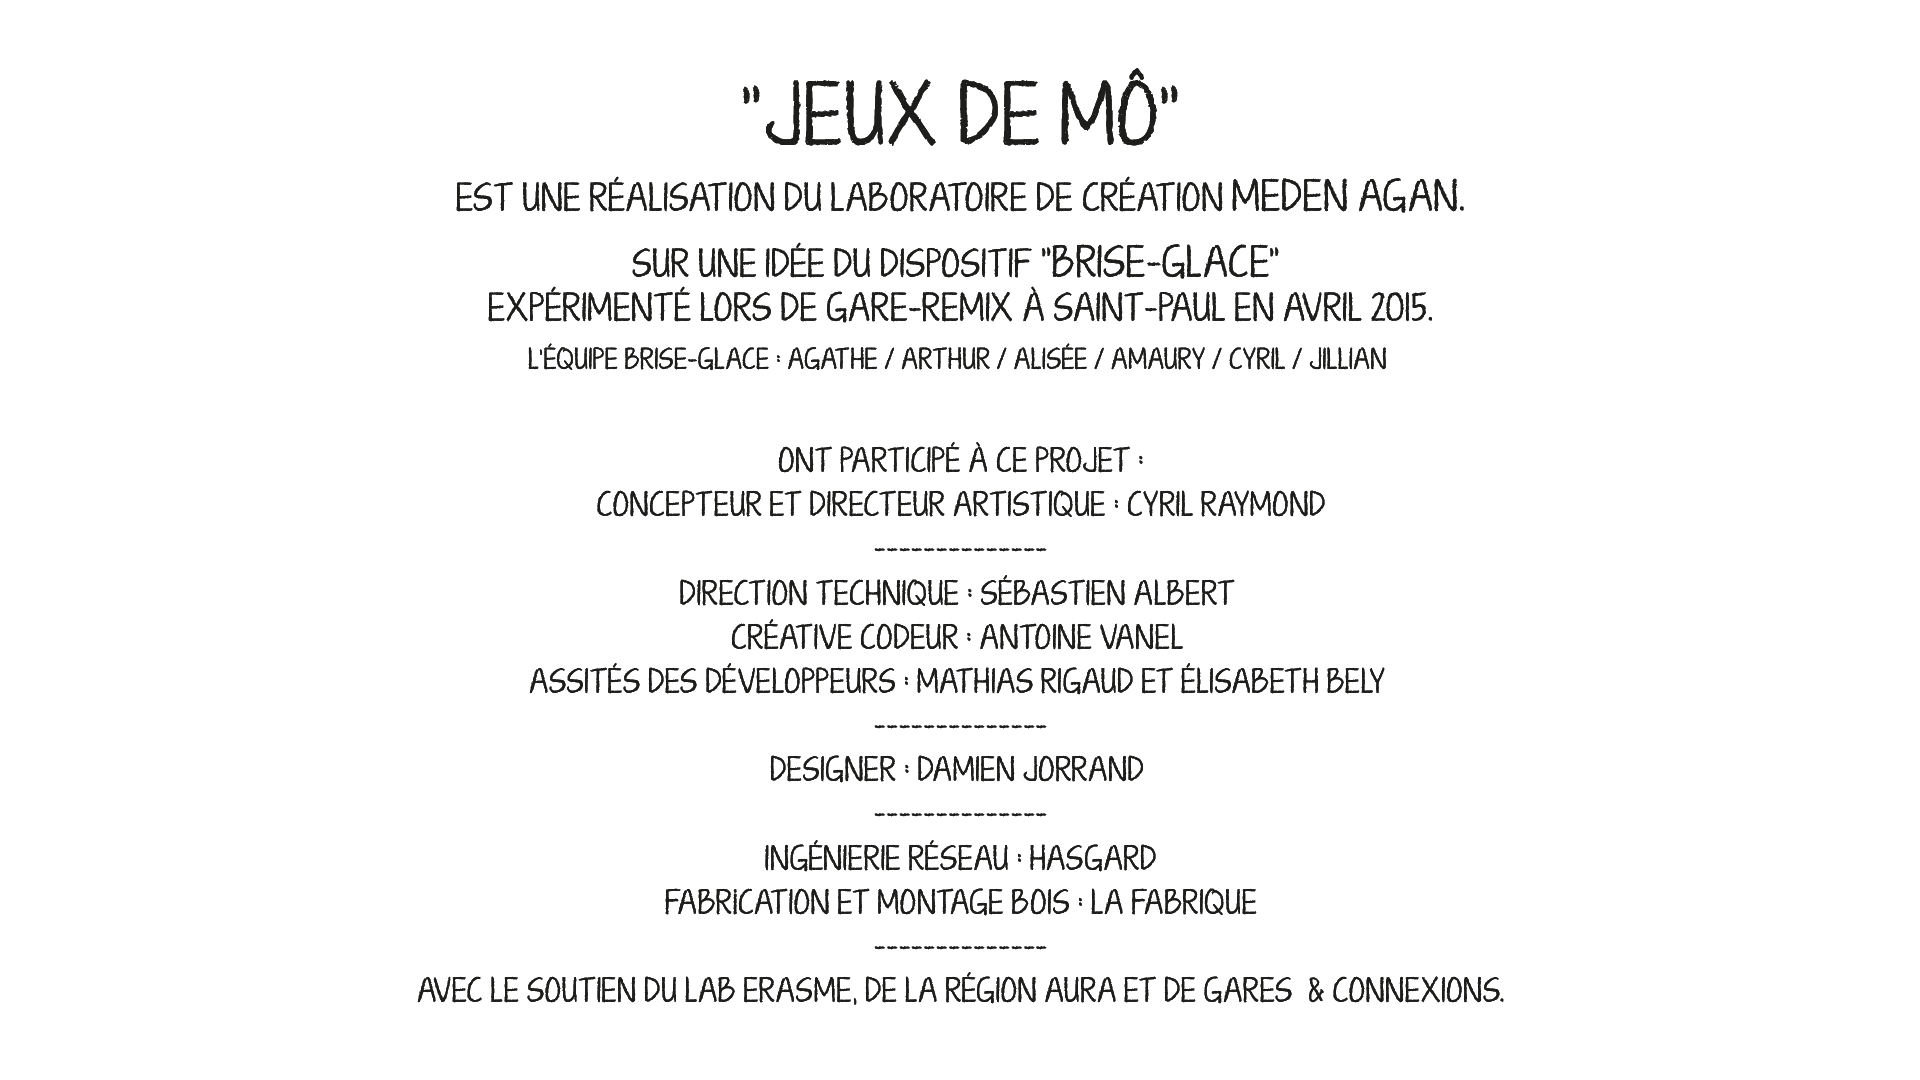 "JEUX DE MÔ"
EST UNE RÉALISATION DU LABORATOIRE DE CRÉATION MEDEN AGAN.
SUR UNE IDÉE DU DISPOSITIF "BRISE-GLACE"
EXPÉRIMENTÉ LORS DE GARE-REMIX À SAINT-PAUL EN AVRIL 2015.
L'ÉQUIPE BRISE-GLACE : AGATHE / ARTHUR / ALISÉE / AMAURY / CYRIL / JILLIAN
ONT PARTICIPÉ À CE PROJET :
CONCEPTEUR ET DIRECTEUR ARTISTIQUE : CYRIL RAYMOND
--------------
DIRECTION TECHNIQUE : SÉBASTIEN ALBERT
CRÉATIVE CODEUR : ANTOINE VANEL
ASSITÉS DES DÉVELOPPEURS : MATHIAS RIGAUD ET ÉLISABETH BELY
--------------
DESIGNER : DAMIEN JORRAND
--------------
INGÉNIERIE RÉSEAU : HASGARD
FABRICATION ET MONTAGE BOIS : LA FABRIQUE
--------------
AVEC LE SOUTIEN DU LAB ERASME, DE LA RÉGION AURA ET DE GARES & CONNEXIONS.